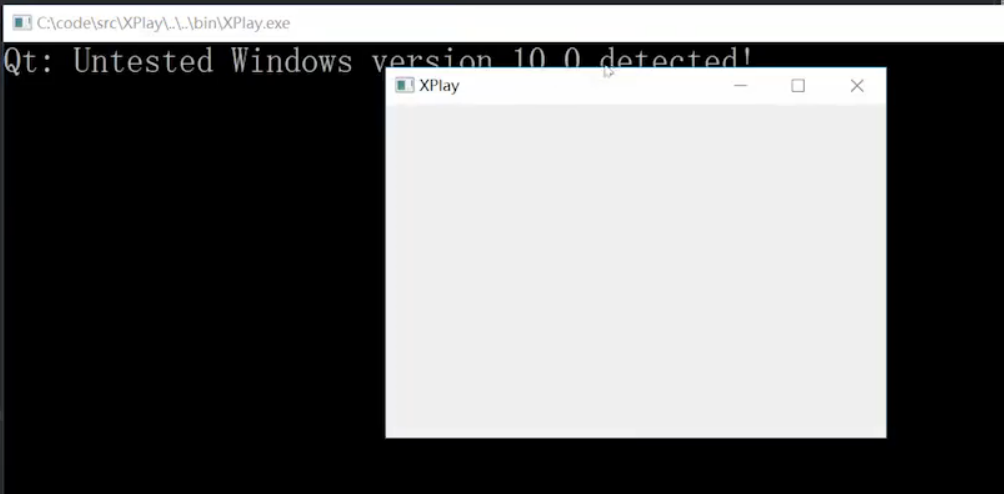 C:\code\src\XPlay\..\..\bin\XPlay.exe
Qt: Untested Windows version 10.0 detected!
XPlay